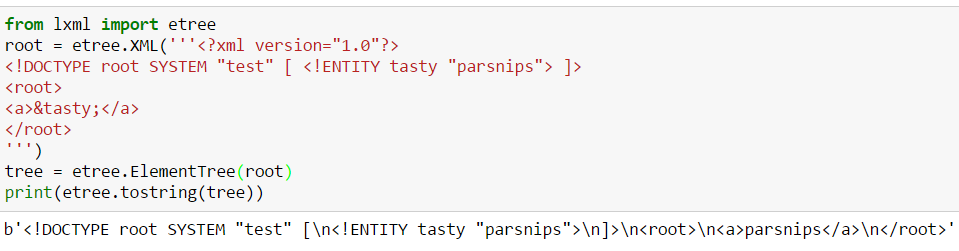 from lxml import etree
root = etree.XML('''<?xml version="1.0"?>
<!DOCTYPE root SYSTEM "test" [ <!ENTITY tasty "parsnips"> ]>
<root>
<a>&tasty;</a>
</root>
''')
tree = etree.ElementTree(root)
print(etree.tostring(tree))
b'<!DOCTYPE root SYSTEM "test" [\n<!ENTITY tasty "parsnips">\n]>\n<root>\n<a>parsnips</a>\n</root>'